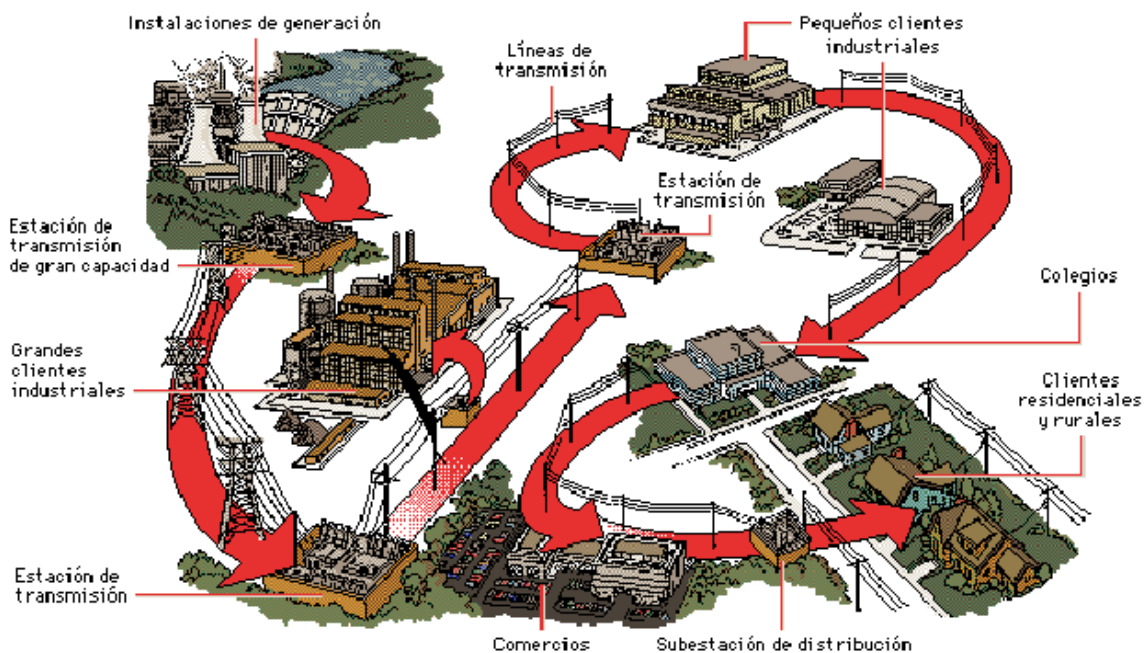 Instalaciones de generación
Líneas de
transmisión
Pequeños clientes
industriales
Estación de
transmisión
Estación de
transmisión
de gran capacidad
Colegios
Grandes
clientes
industriales
Clientes
residenciales
y rurales
Estación de
transmisión
Comercios
Subestación de distribución